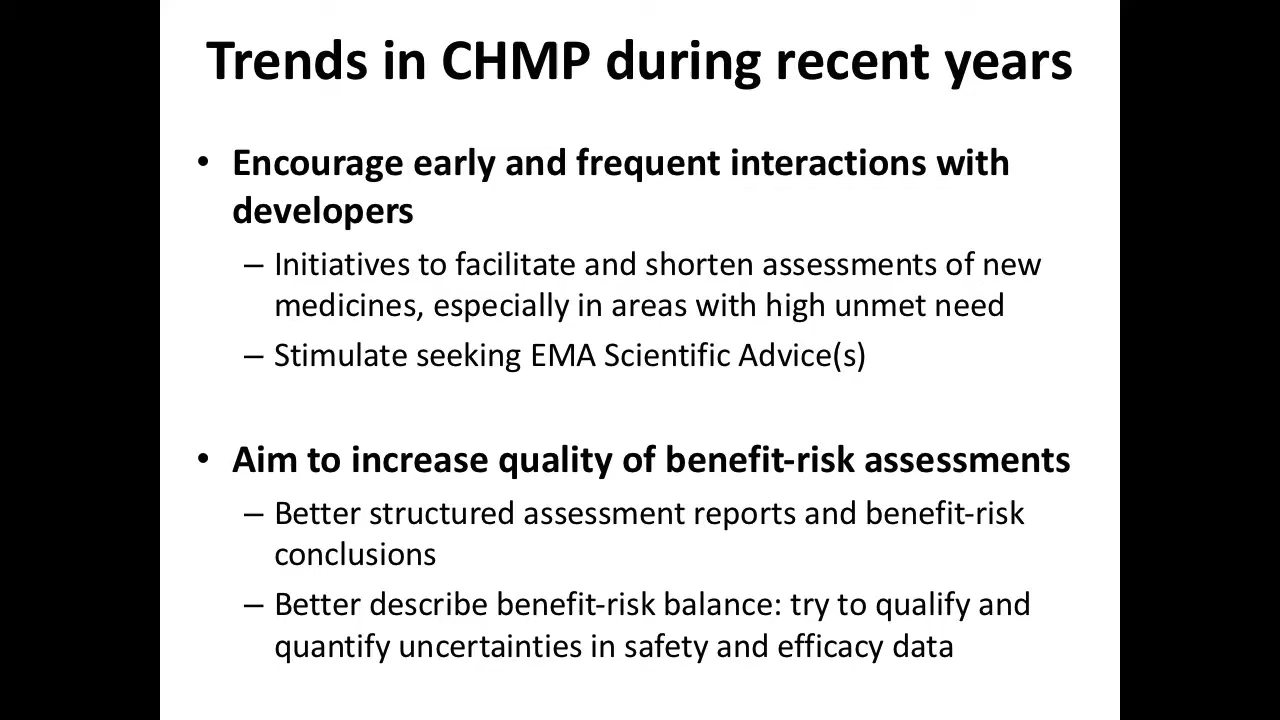 Trends in CHMP during recent years
• Encourage early and frequent interactions with
developers
– Initiatives to facilitate and shorten assessments of new
medicines, especially in areas with high unmet need
– Stimulate seeking EMA Scientific Advice(s)
• Aim to increase quality of benefit-risk assessments
– Better structured assessment reports and benefit-risk
conclusions
– Better describe benefit-risk balance: try to qualify and
quantify uncertainties in safety and efficacy data